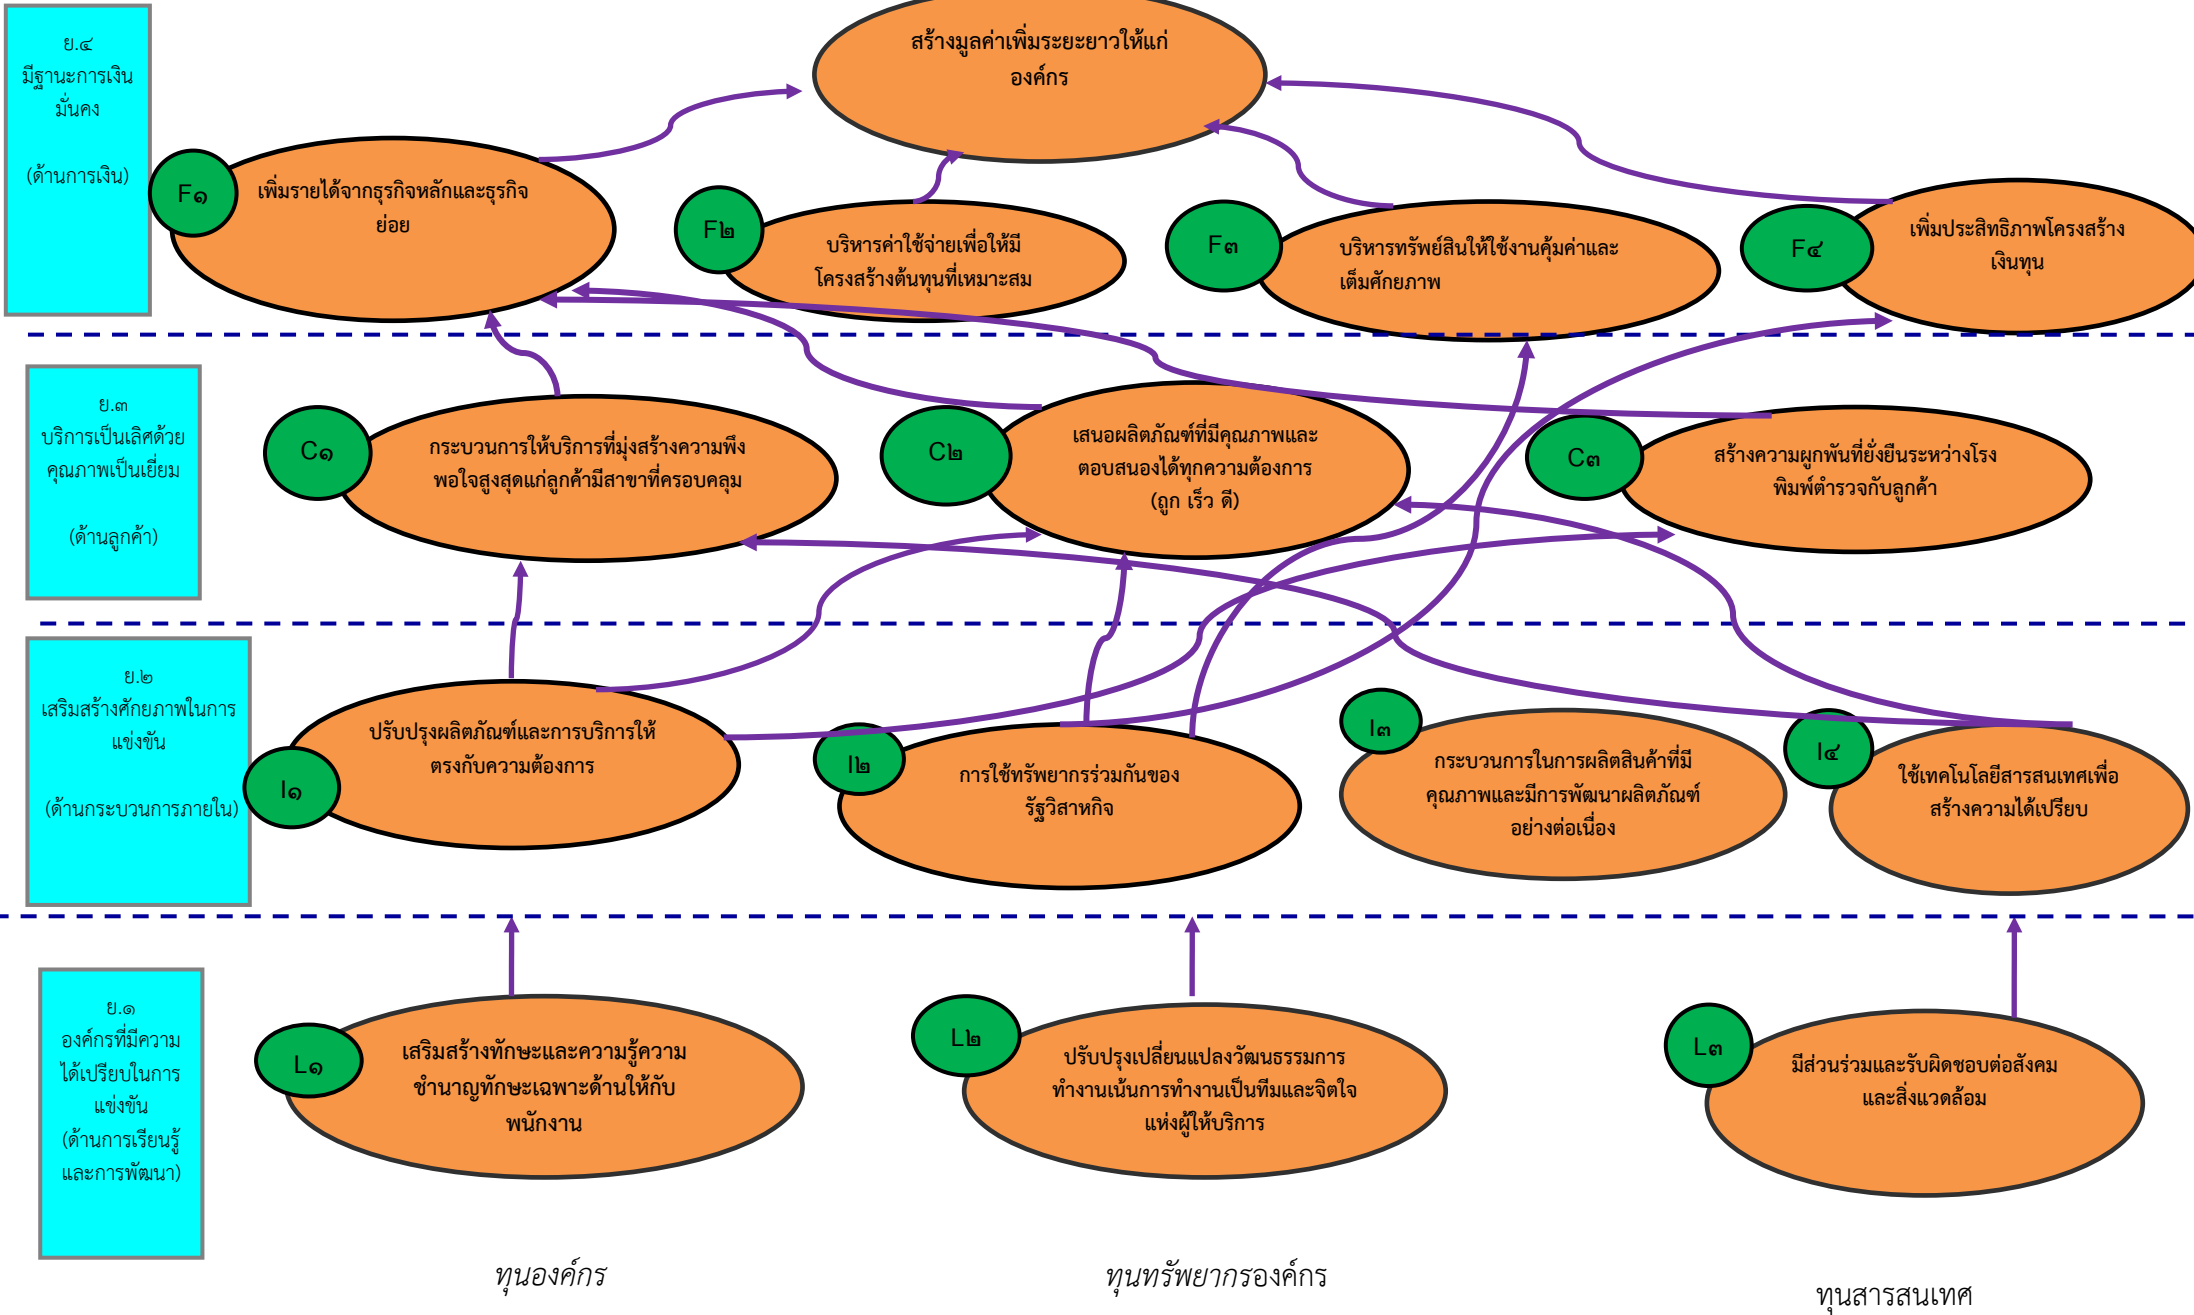 สร้างมูลค่าเพิ่มระยะยาวให้แก่
องค์กร
ย.๔
มีฐานะการเงิน
มั่นคง
(ด้านการเงิน)
F๑
เพิ่มรายได้จากธุรกิจหลักและธุรกิจ
ย่อย
F๒
บริหารค่าใช้จ่ายเพื่อให้มี
โครงสร้างต้นทุนที่เหมาะสม
F๓
บริหารทรัพย์สินให้ใช้งานคุ้มค่าและ
เต็มศักยภาพ
F๔
เพิ่มประสิทธิภาพโครงสร้าง
เงินทุน
ย.๓
บริการเป็นเลิศด้วย
คุณภาพเป็นเยี่ยม
(ด้านลูกค้า)
C๑
กระบวนการให้บริการที่มุ่งสร้างความพึง
พอใจสูงสุดแก่ลูกค้ามีสาขาที่ครอบคลุม
C๒
เสนอผลิตภัณฑ์ที่มีคุณภาพและ
ตอบสนองได้ทุกความต้องการ
(ถูก เร็ว ดี)
C๓
สร้างความผูกพันที่ยั่งยืนระหว่างโรง
พิมพ์ตำรวจกับลูกค้า
ย.๒
เสริมสร้างศักยภาพในการ
แข่งขัน
(ด้านกระบวนการภายใน)
I๑
ปรับปรุงผลิตภัณฑ์และการบริการให้
ตรงกับความต้องการ
I๒
การใช้ทรัพยากรร่วมกันของ
รัฐวิสาหกิจ
I๓
กระบวนการในการผลิตสินค้าที่มี
คุณภาพและมีการพัฒนาผลิตภัณฑ์
อย่างต่อเนื่อง
I๔
ใช้เทคโนโลยีสารสนเทศเพื่อ
สร้างความได้เปรียบ
ย.๑
องค์กรที่มีความ
ได้เปรียบในการ
แข่งขัน
(ด้านการเรียนรู้
และการพัฒนา)
L๑
เสริมสร้างทักษะและความรู้ความ
ชำนาญทักษะเฉพาะด้านให้กับ
พนักงาน
L๒
ปรับปรุงเปลี่ยนแปลงวัฒนธรรมการ
ทำงานเน้นการทำงานเป็นทีมและจิตใจ
แห่งผู้ให้บริการ
L๓
มีส่วนร่วมและรับผิดชอบต่อสังคม
และสิ่งแวดล้อม
ทุนองค์กร
ทุนทรัพยากรองค์กร
ทุนสารสนเทศ